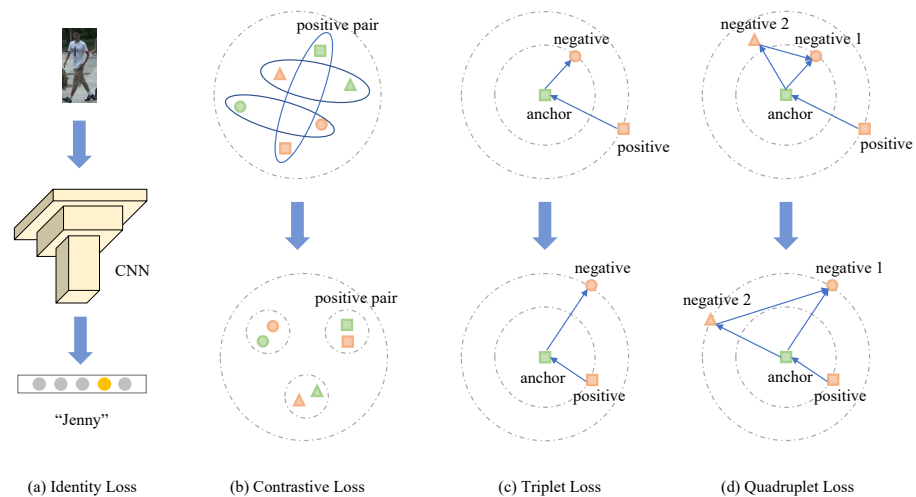 positive pair
negative
anchor
positive
negative 2
negative 1
anchor
positive
CNN
“Jenny”
positive pair
negative
anchor
positive
negative 1
negative 2
anchor
positive
(a) Identity Loss
(b) Contrastive Loss
(c) Triplet Loss
(d) Quadruplet Loss